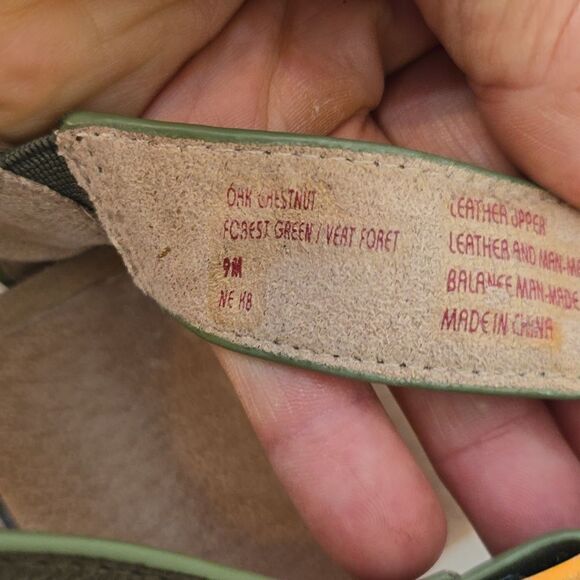 OAK CHESTNUT
FOREST GREEN / VERT FORET
9M
NE KB
LEATHER UPPER
LEATHER AND MAN-MA
BALANCE MAN-MADE
MADE IN CHINA